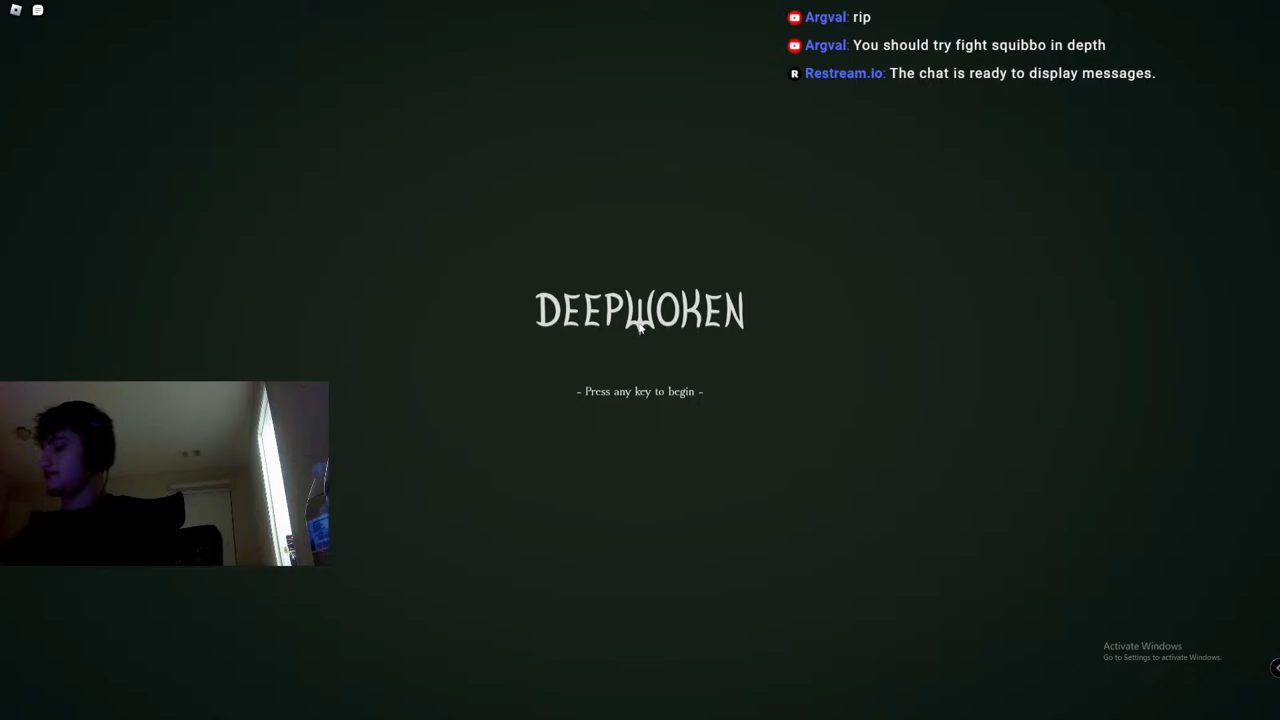 Argval: rip
Argval: You should try fight squibbo in depth
R Restream.io: The chat is ready to display messages.
DEEPWOKEN
- Press any key to begin -
Activate Windows
Go to Settings to activate Windows.